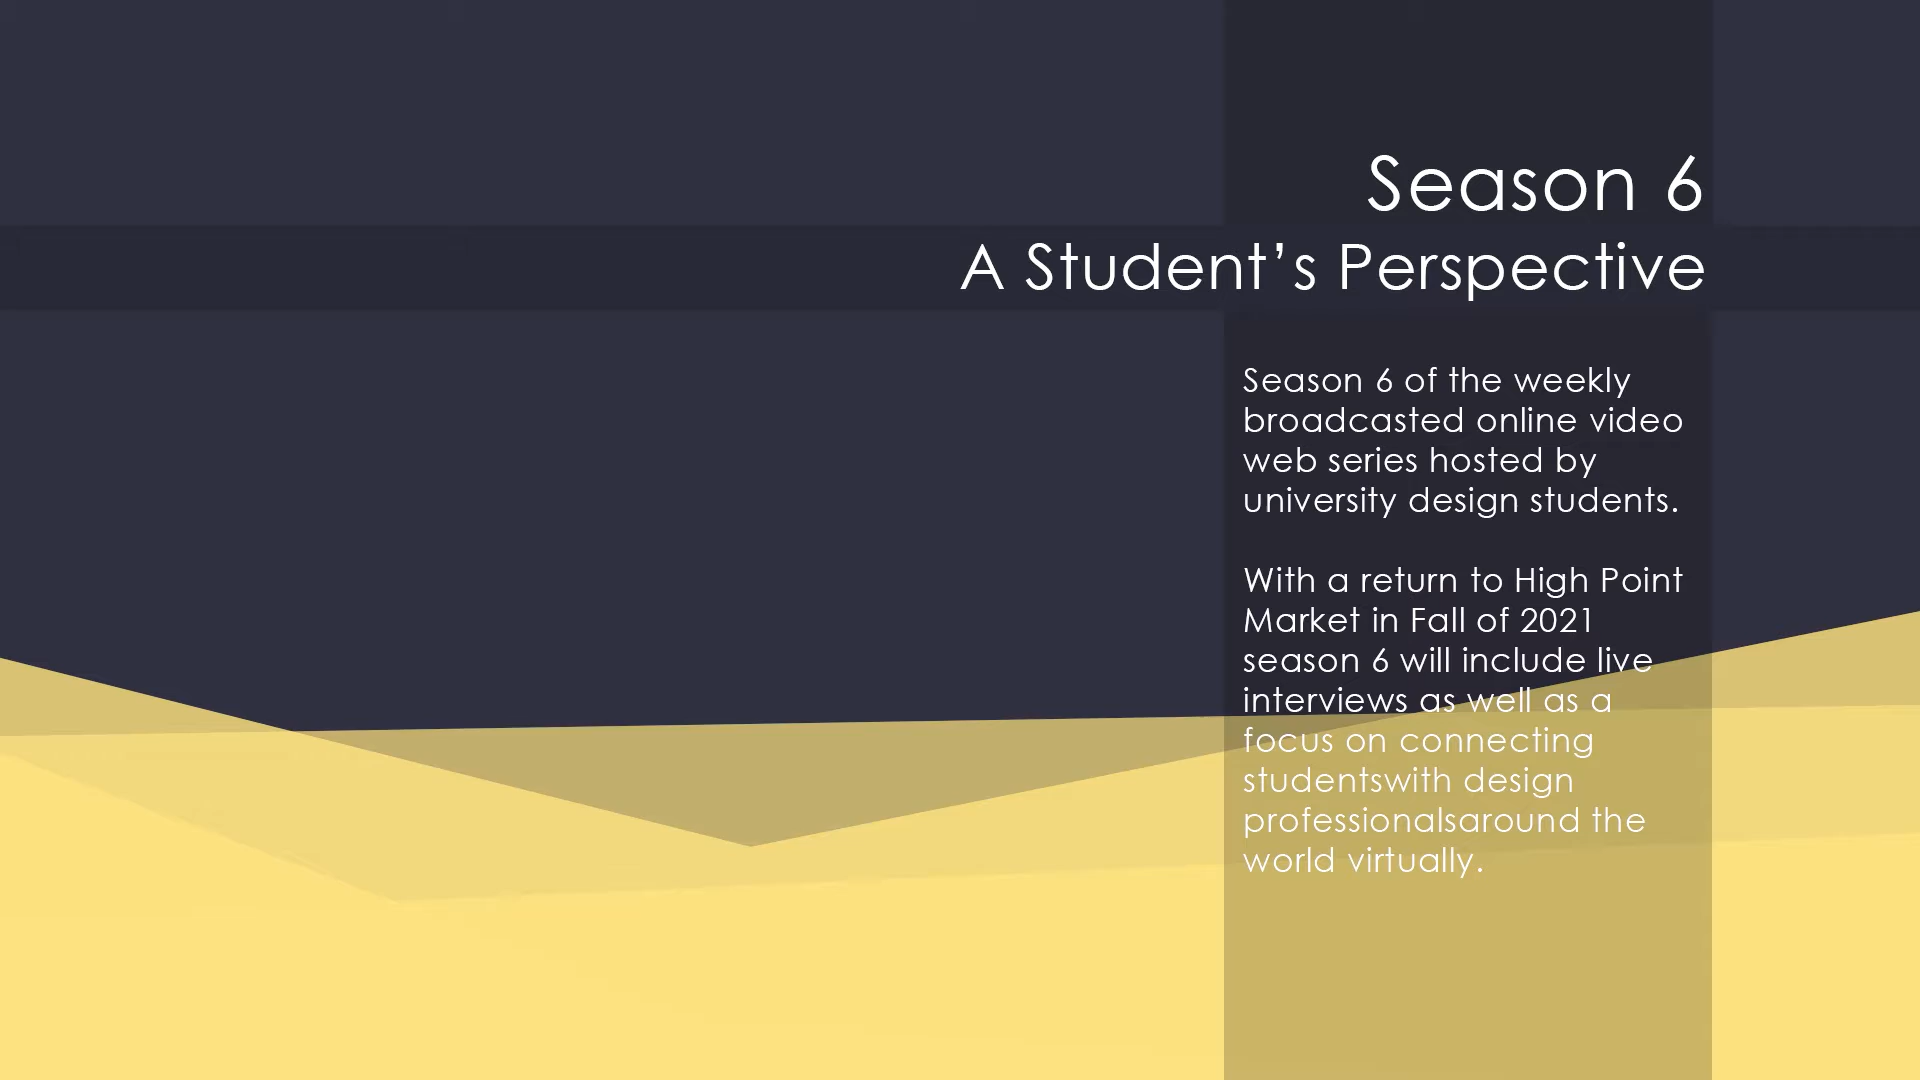 Season 6
A Student’s Perspective
Season 6 of the weekly
broadcasted online video
web series hosted by
university design students.
With a return to High Point
Market in Fall of 2021
season 6 will include live
interviews as well as a
focus on connecting
studentswith design
professionalsaround the
world virtually.